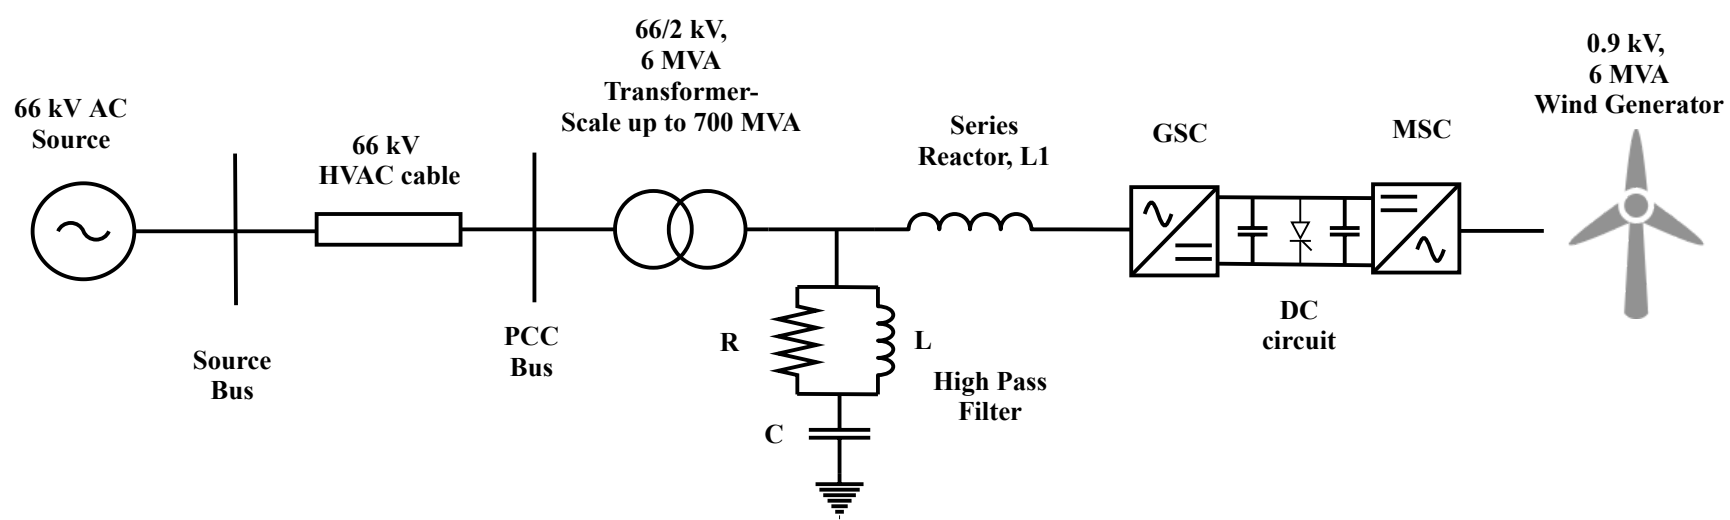 66 kV AC
Source
66 kV
HVAC cable
66/2 kV,
6 MVA
Transformer-
Scale up to 700 MVA
Series
Reactor, L1
GSC
MSC
0.9 kV,
6 MVA
Wind Generator
Source
Bus
PCC
Bus
R
L
High Pass
Filter
C
DC
circuit